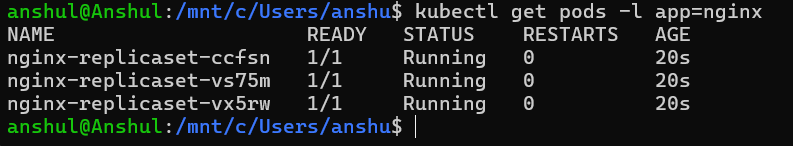 anshul@Anshul:/mnt/c/Users/anshu$ kubectl get pods -l app=nginx
NAME                     READY   STATUS    RESTARTS   AGE
nginx-replicaset-ccfsn   1/1     Running   0          20s
nginx-replicaset-vs75m   1/1     Running   0          20s
nginx-replicaset-vx5rw   1/1     Running   0          20s
anshul@Anshul:/mnt/c/Users/anshu$